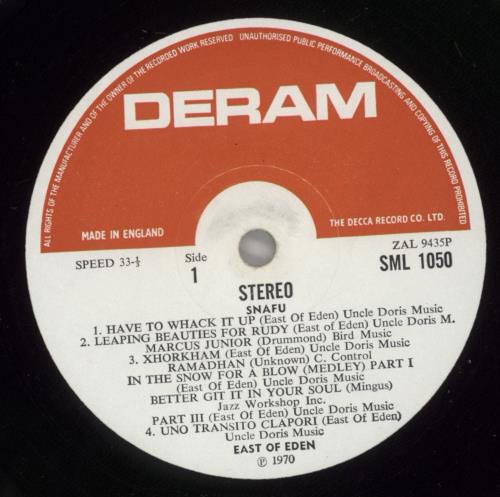 ALL RIGHTS OF THE MANUFACTURER AND OF THE OWNER OF THE RECORDED WORK RESERVED UNAUTHORISED PUBLIC PERFORMANCE BROADCASTING AND COPYING OF THIS RECORD PROHIBITED
DERAM
MADE IN ENGLAND
THE DECCA RECORD CO. LTD.
SPEED 33-⅓
Side
1
ZAL 9435P
SML 1050
STEREO
SNAFU
1. HAVE TO WHACK IT UP (East Of Eden) Uncle Doris Music
2. LEAPING BEAUTIES FOR RUDY (East of Eden) Uncle Doris M.
MARCUS JUNIOR (Drummond) Bird Music
3. XHORKHAM (East Of Eden) Uncle Doris Music
RAMADHAN (Unknown) C. Control
IN THE SNOW FOR A BLOW (MEDLEY) PART I
(East Of Eden) Uncle Doris Music
BETTER GIT IT IN YOUR SOUL (Mingus)
Jazz Workshop Inc.
PART III (East Of Eden) Uncle Doris Music
4. UNO TRANSITO CLAPORI (East Of Eden)
Uncle Doris Music
EAST OF EDEN
℗ 1970